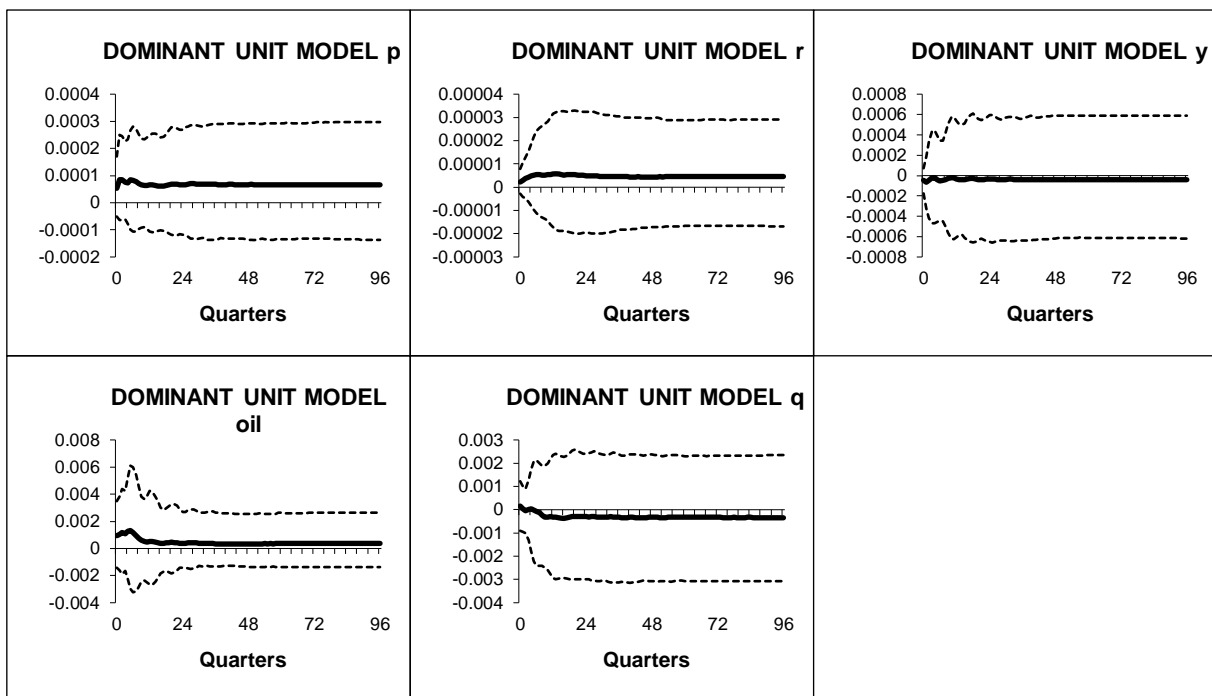 DOMINANT UNIT MODEL p
0.0004
0.0003
0.0002
0.0001
0
-0.0001
-0.0002
0 24 48 72 96
Quarters
DOMINANT UNIT MODEL r
0.00004
0.00003
0.00002
0.00001
0
-0.00001
-0.00002
-0.00003
0 24 48 72 96
Quarters
DOMINANT UNIT MODEL y
0.0008
0.0006
0.0004
0.0002
0
-0.0002
-0.0004
-0.0006
-0.0008
0 24 48 72 96
Quarters
DOMINANT UNIT MODEL
oil
0.008
0.006
0.004
0.002
0
-0.002
-0.004
0 24 48 72 96
Quarters
DOMINANT UNIT MODEL q
0.003
0.002
0.001
0
-0.001
-0.002
-0.003
-0.004
0 24 48 72 96
Quarters